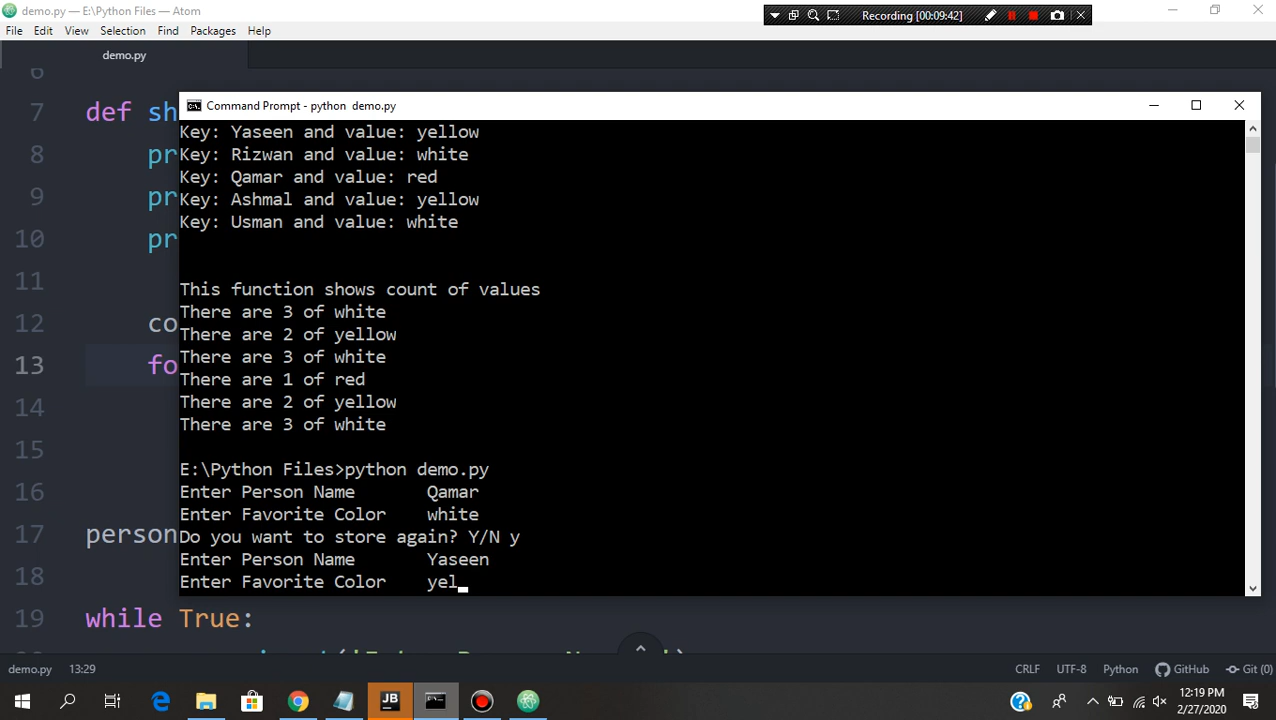 demo.py — E:\Python Files — Atom
Recording [00:09:42]
File Edit View Selection Find Packages Help
demo.py
6
7 def sh
8 pr
9 pr
10 pr
11
12 co
13 fo
14
15
16
17 person
18
19 while True:
Command Prompt - python demo.py
Key: Yaseen and value: yellow
Key: Rizwan and value: white
Key: Qamar and value: red
Key: Ashmal and value: yellow
Key: Usman and value: white
This function shows count of values
There are 3 of white
There are 2 of yellow
There are 3 of white
There are 1 of red
There are 2 of yellow
There are 3 of white
E:\Python Files>python demo.py
Enter Person Name Qamar
Enter Favorite Color white
Do you want to store again? Y/N y
Enter Person Name Yaseen
Enter Favorite Color yel
demo.py 13:29 CRLF UTF-8 Python GitHub Git (0)
JB
12:19 PM
2/27/2020